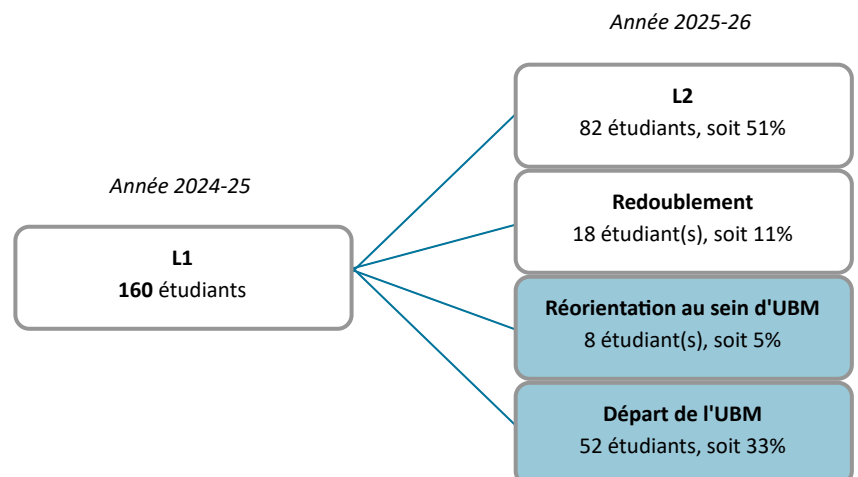 Année 2025-26
L2
82 étudiants, soit 51%
Année 2024-25
Redoublement
18 étudiant(s), soit 11%
L1
160 étudiants
Réorientation au sein d'UBM
8 étudiant(s), soit 5%
Départ de l'UBM
52 étudiants, soit 33%